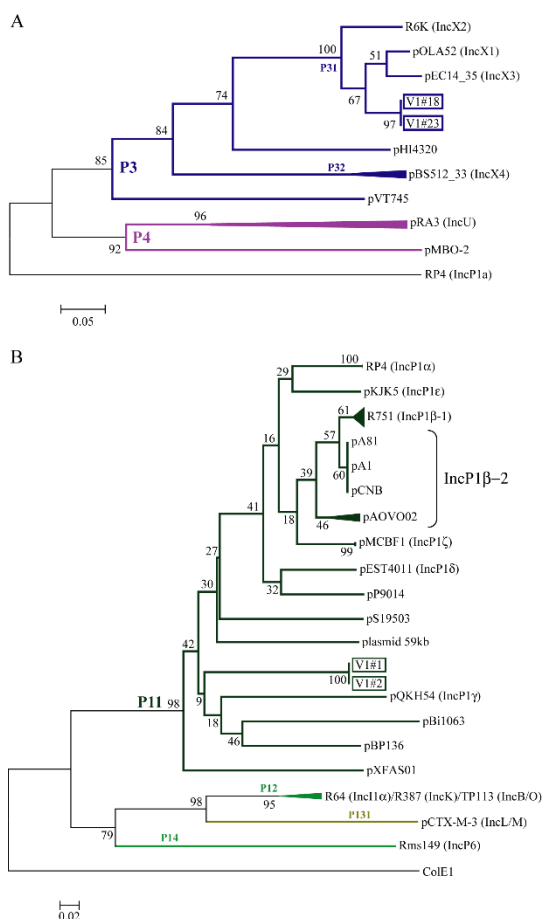 A
R6K (IncX2)
100
P31
51
pOLA52 (IncX1)
pEC14_35 (IncX3)
67
V1#18
97
V1#23
74
pHI4320
84
P32
pBS512_33 (IncX4)
85
P3
pVT745
96
pRA3 (IncU)
P4
92
pMBO-2
RP4 (IncP1a)
0.05
B
100
RP4 (IncP1α)
29
pKJK5 (IncP1ε)
61
R751 (IncP1β-1)
16
57
pA81
39
pA1
60
pCNB
IncP1β-2
41
18
46
pAOVO02
99
pMCBF1 (IncP1ζ)
27
pEST4011 (IncP1δ)
32
pP9014
30
pS19503
plasmid 59kb
42
V1#1
100
V1#2
9
P11
98
pQKH54 (IncP1γ)
18
pBi1063
46
pBP136
pXFAS01
P12
R64 (IncI1α)/R387 (IncK)/TP113 (IncB/O)
98
95
P131
pCTX-M-3 (IncL/M)
79
P14
Rms149 (IncP6)
ColE1
0.02